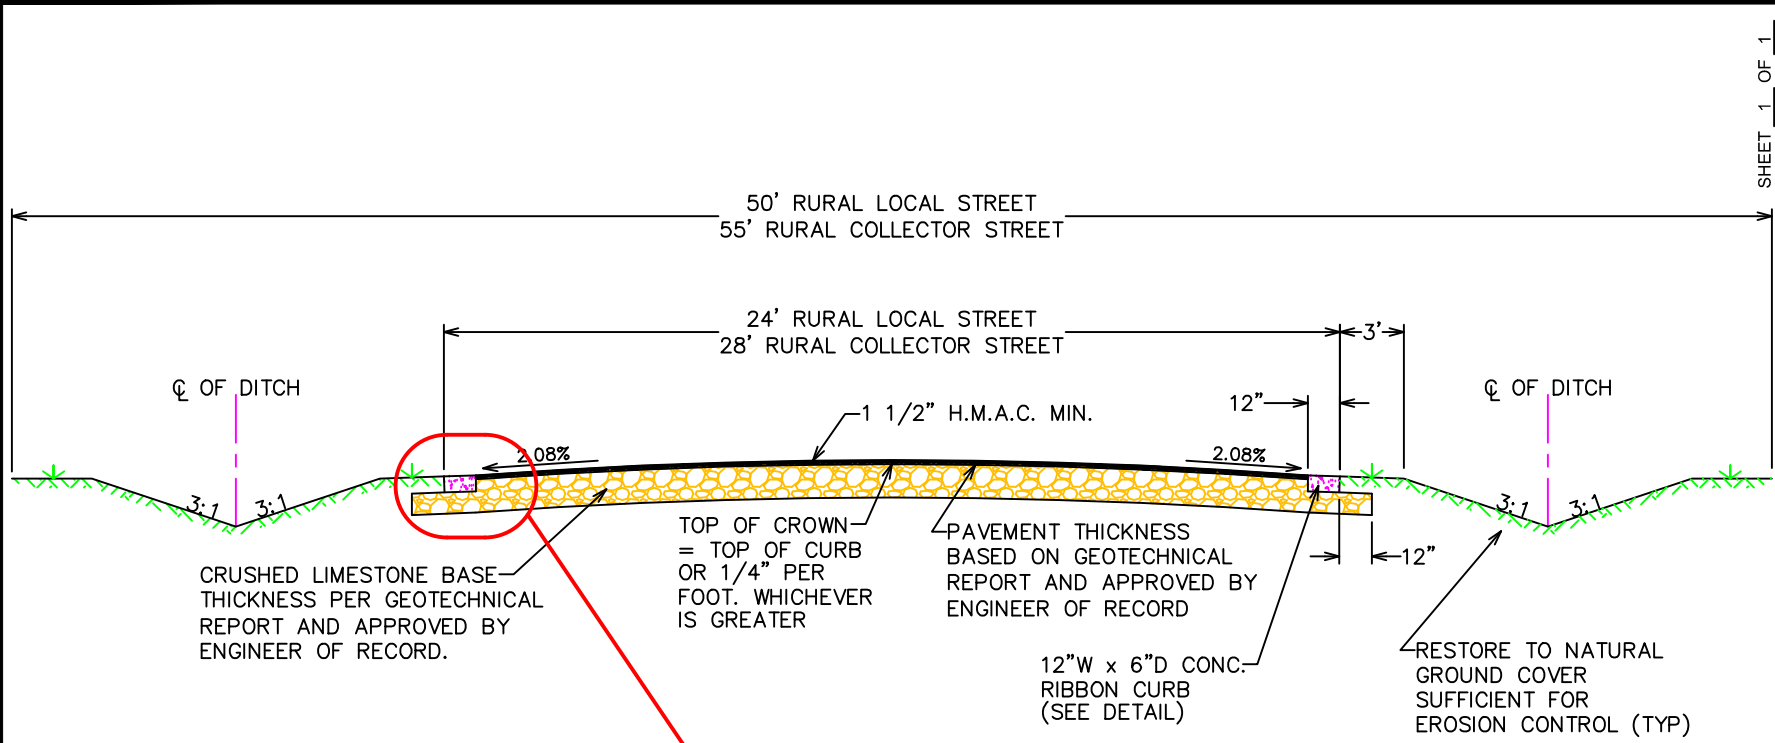 SHEET 1 OF 1
50' RURAL LOCAL STREET
55' RURAL COLLECTOR STREET
24' RURAL LOCAL STREET
28' RURAL COLLECTOR STREET
3'
℄ OF DITCH
℄ OF DITCH
12"
1 1/2" H.M.A.C. MIN.
2.08%
2.08%
3:1
3:1
3:1
3:1
TOP OF CROWN
= TOP OF CURB
OR 1/4" PER
FOOT. WHICHEVER
IS GREATER
PAVEMENT THICKNESS
BASED ON GEOTECHNICAL
REPORT AND APPROVED BY
ENGINEER OF RECORD
12"
CRUSHED LIMESTONE BASE
THICKNESS PER GEOTECHNICAL
REPORT AND APPROVED BY
ENGINEER OF RECORD.
12"W x 6"D CONC.
RIBBON CURB
(SEE DETAIL)
RESTORE TO NATURAL
GROUND COVER
SUFFICIENT FOR
EROSION CONTROL (TYP)